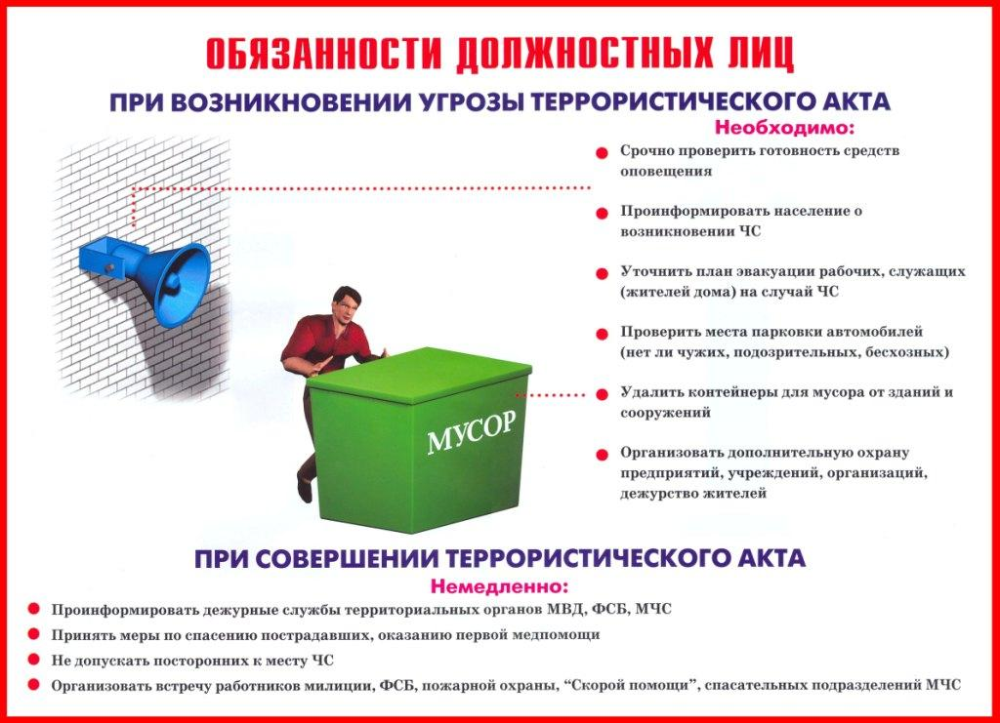 ОБЯЗАННОСТИ ДОЛЖНОСТНЫХ ЛИЦ
ПРИ ВОЗНИКНОВЕНИИ УГРОЗЫ ТЕРРОРИСТИЧЕСКОГО АКТА
Необходимо:
Срочно проверить готовность средств
оповещения
Проинформировать население о
возникновении ЧС
Уточнить план эвакуации рабочих, служащих
(жителей дома) на случай ЧС
Проверить места парковки автомобилей
(нет ли чужих, подозрительных, бесхозных)
Удалить контейнеры для мусора от зданий и
сооружений
Организовать дополнительную охрану
предприятий, учреждений, организаций,
дежурство жителей
МУСОР
ПРИ СОВЕРШЕНИИ ТЕРРОРИСТИЧЕСКОГО АКТА
Немедленно:
Проинформировать дежурные службы территориальных органов МВД, ФСБ, МЧС
Принять меры по спасению пострадавших, оказанию первой медпомощи
Не допускать посторонних к месту ЧС
Организовать встречу работников милиции, ФСБ, пожарной охраны, “Скорой помощи”, спасательных подразделений МЧС